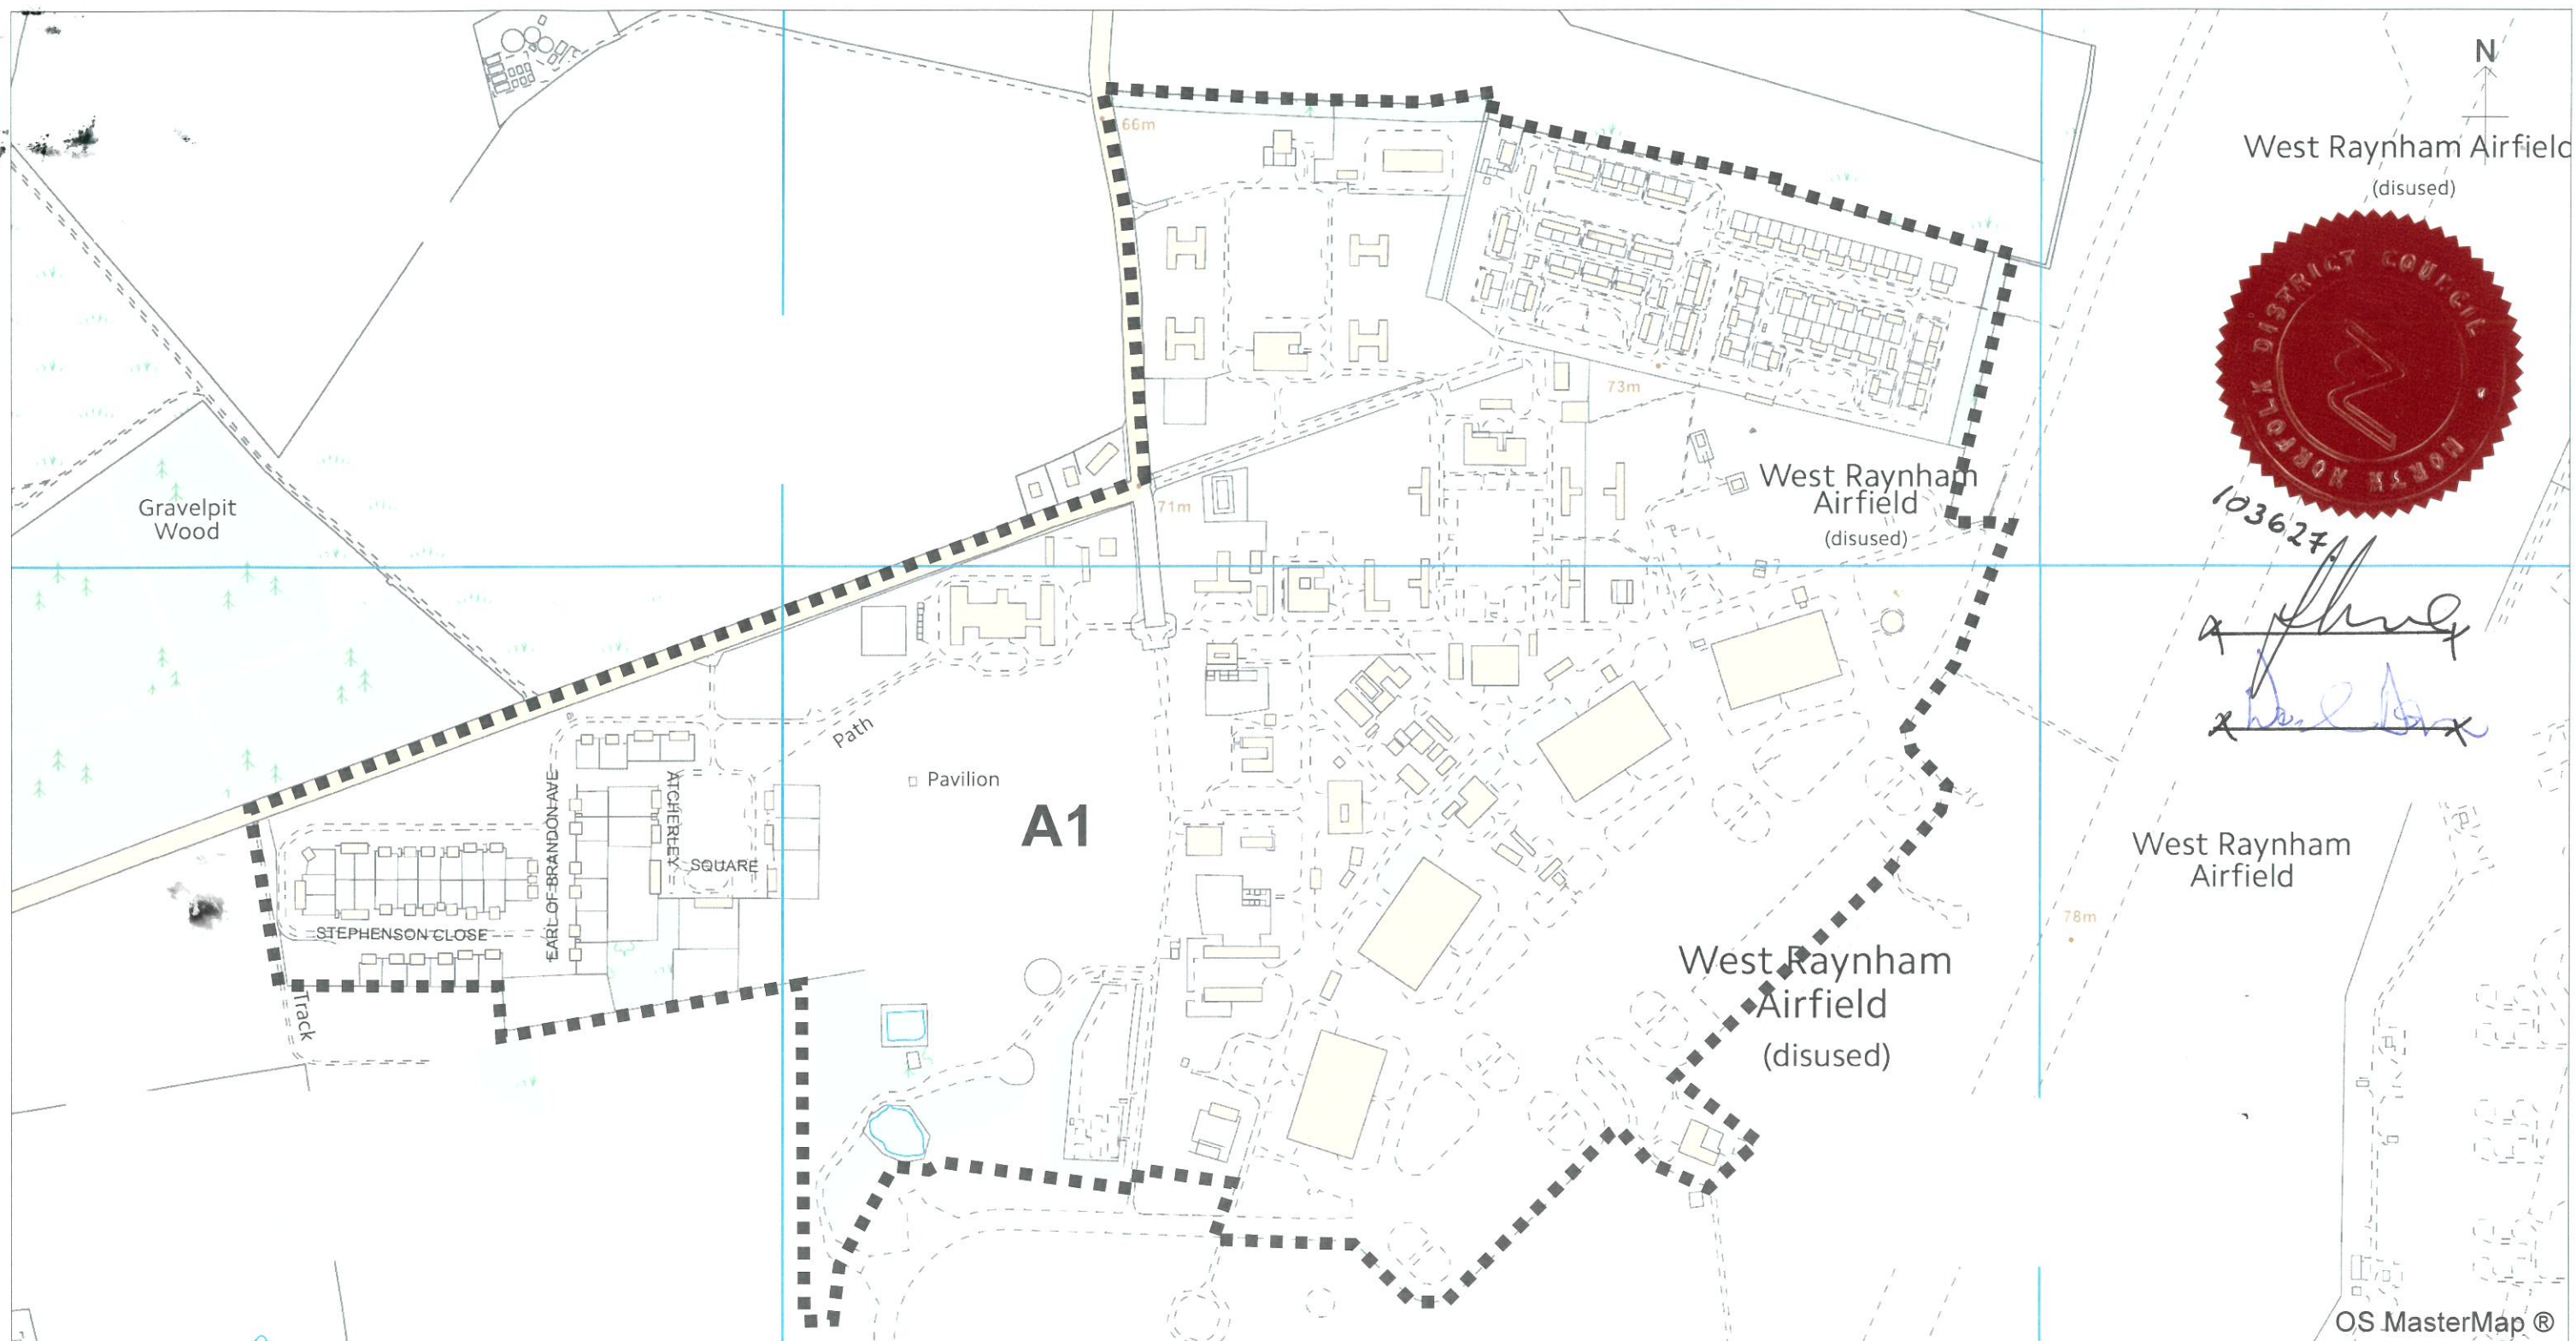 N
West Raynham Airfield
(disused)
66m
NORTH NORFOLK DISTRICT COUNCIL
73m
West Raynham
Airfield
(disused)
71m
103627
Gravelpit
Wood
Path
Pavilion
A1
EARL OF BRANDON AVE
ATCHERLEY
SQUARE
STEPHENSON CLOSE
Track
West Raynham
Airfield
78m
West Raynham
Airfield
(disused)
OS MasterMap ®